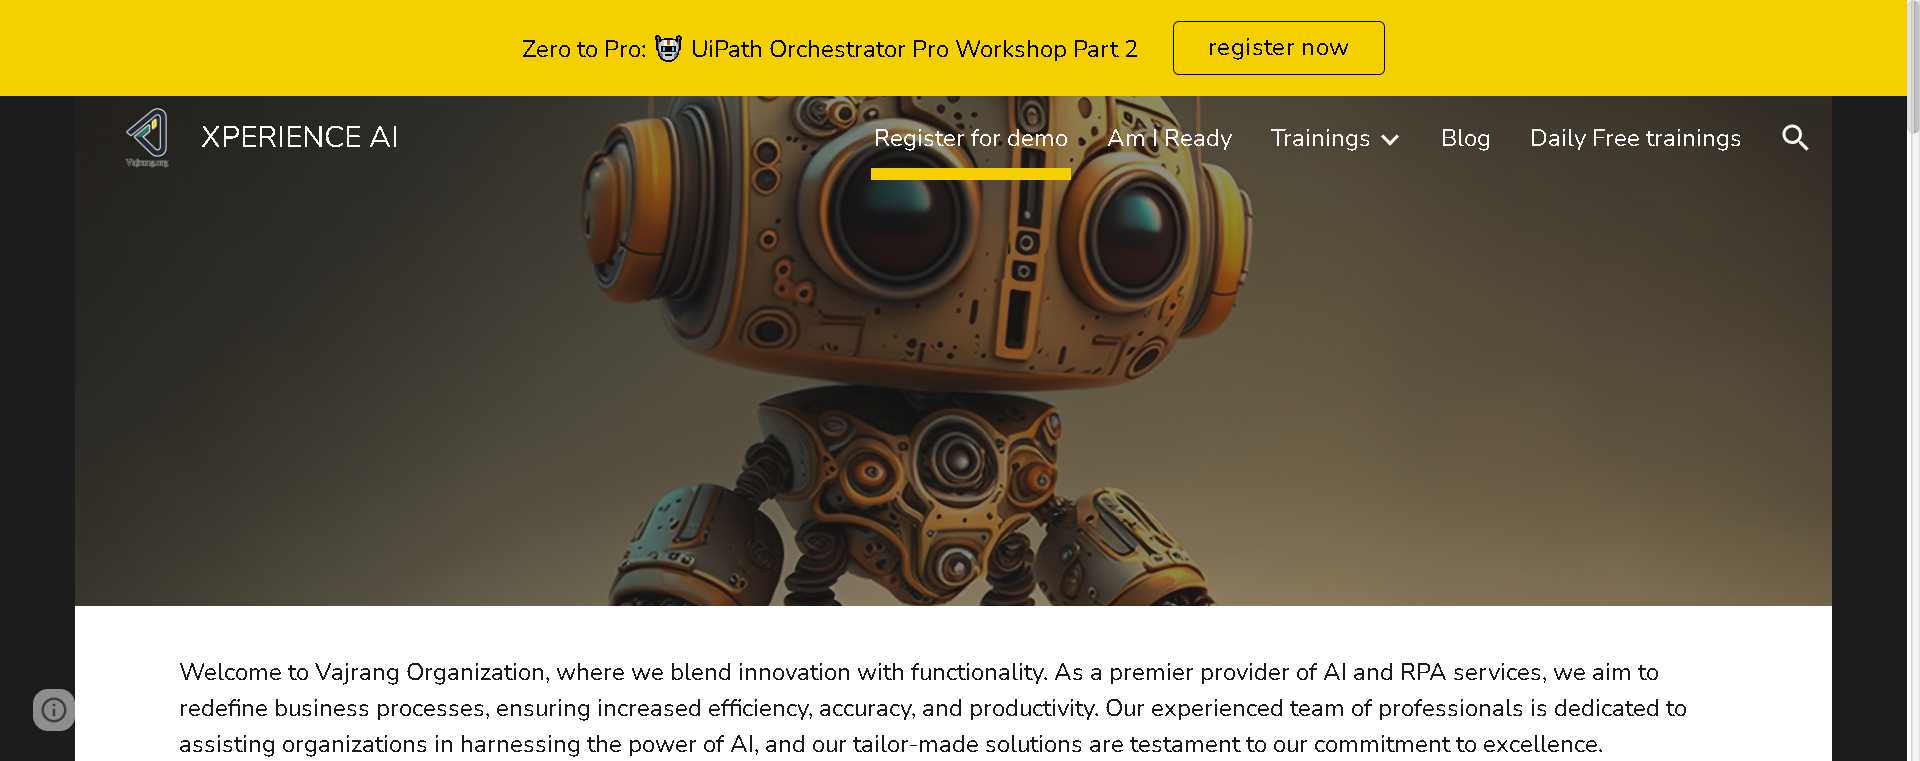 Zero to Pro: 🤖 UiPath Orchestrator Pro Workshop Part 2 register now
Vajrang.org
XPERIENCE AI
Register for demo Am I Ready Trainings Blog Daily Free trainings
Welcome to Vajrang Organization, where we blend innovation with functionality. As a premier provider of AI and RPA services, we aim to
redefine business processes, ensuring increased efficiency, accuracy, and productivity. Our experienced team of professionals is dedicated to
assisting organizations in harnessing the power of AI, and our tailor-made solutions are testament to our commitment to excellence.